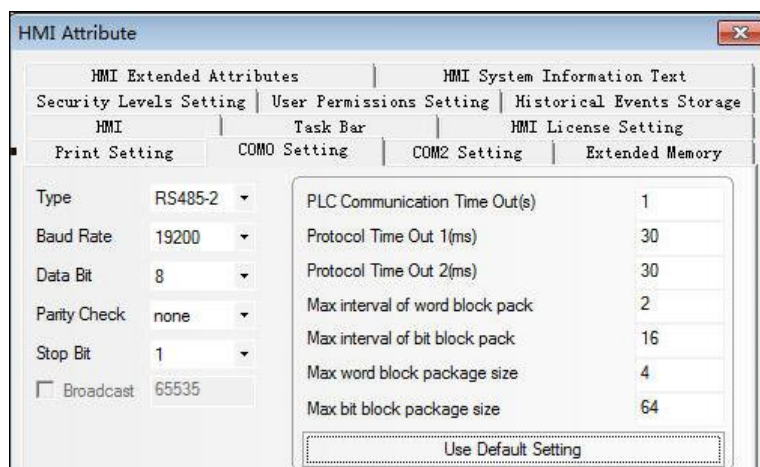 HMI Attribute
HMI Extended Attributes HMI System Information Text
Security Levels Setting User Permissions Setting Historical Events Storage
HMI Task Bar HMI License Setting
Print Setting COM0 Setting COM2 Setting Extended Memory
Type RS485-2
Baud Rate 19200
Data Bit 8
Parity Check none
Stop Bit 1
Broadcast 65535
PLC Communication Time Out(s) 1
Protocol Time Out 1(ms) 30
Protocol Time Out 2(ms) 30
Max interval of word block pack 2
Max interval of bit block pack 16
Max word block package size 4
Max bit block package size 64
Use Default Setting